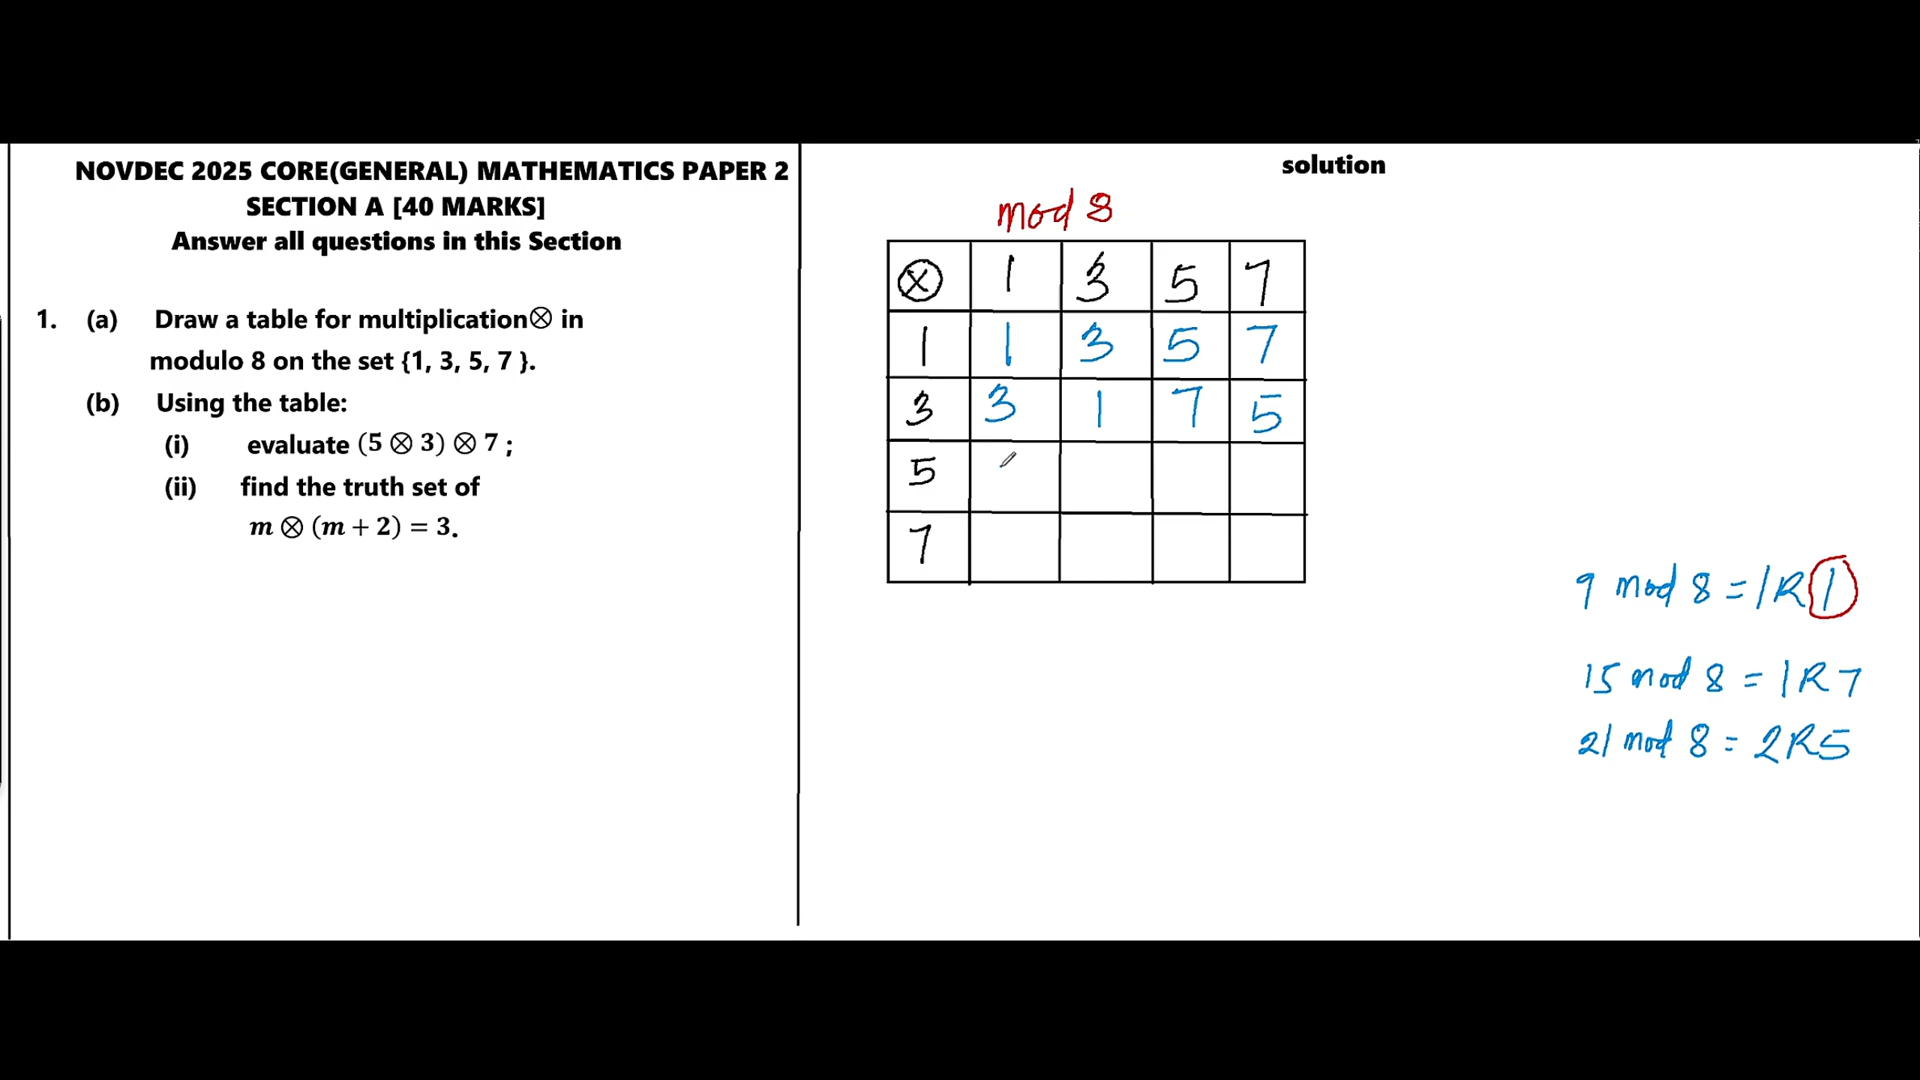 NOVDEC 2025 CORE(GENERAL) MATHEMATICS PAPER 2
SECTION A [40 MARKS]
Answer all questions in this Section
1. (a) Draw a table for multiplication⊗ in
modulo 8 on the set {1, 3, 5, 7 }.
(b) Using the table:
(i) evaluate (5 ⊗ 3) ⊗ 7 ;
(ii) find the truth set of
m ⊗ (m + 2) = 3.
solution
mod 8
⊗ 1 3 5 7
1 1 3 5 7
3 3 1 7 5
5
7
9 mod 8 = 1R1
15 mod 8 = 1R7
21 mod 8 = 2R5